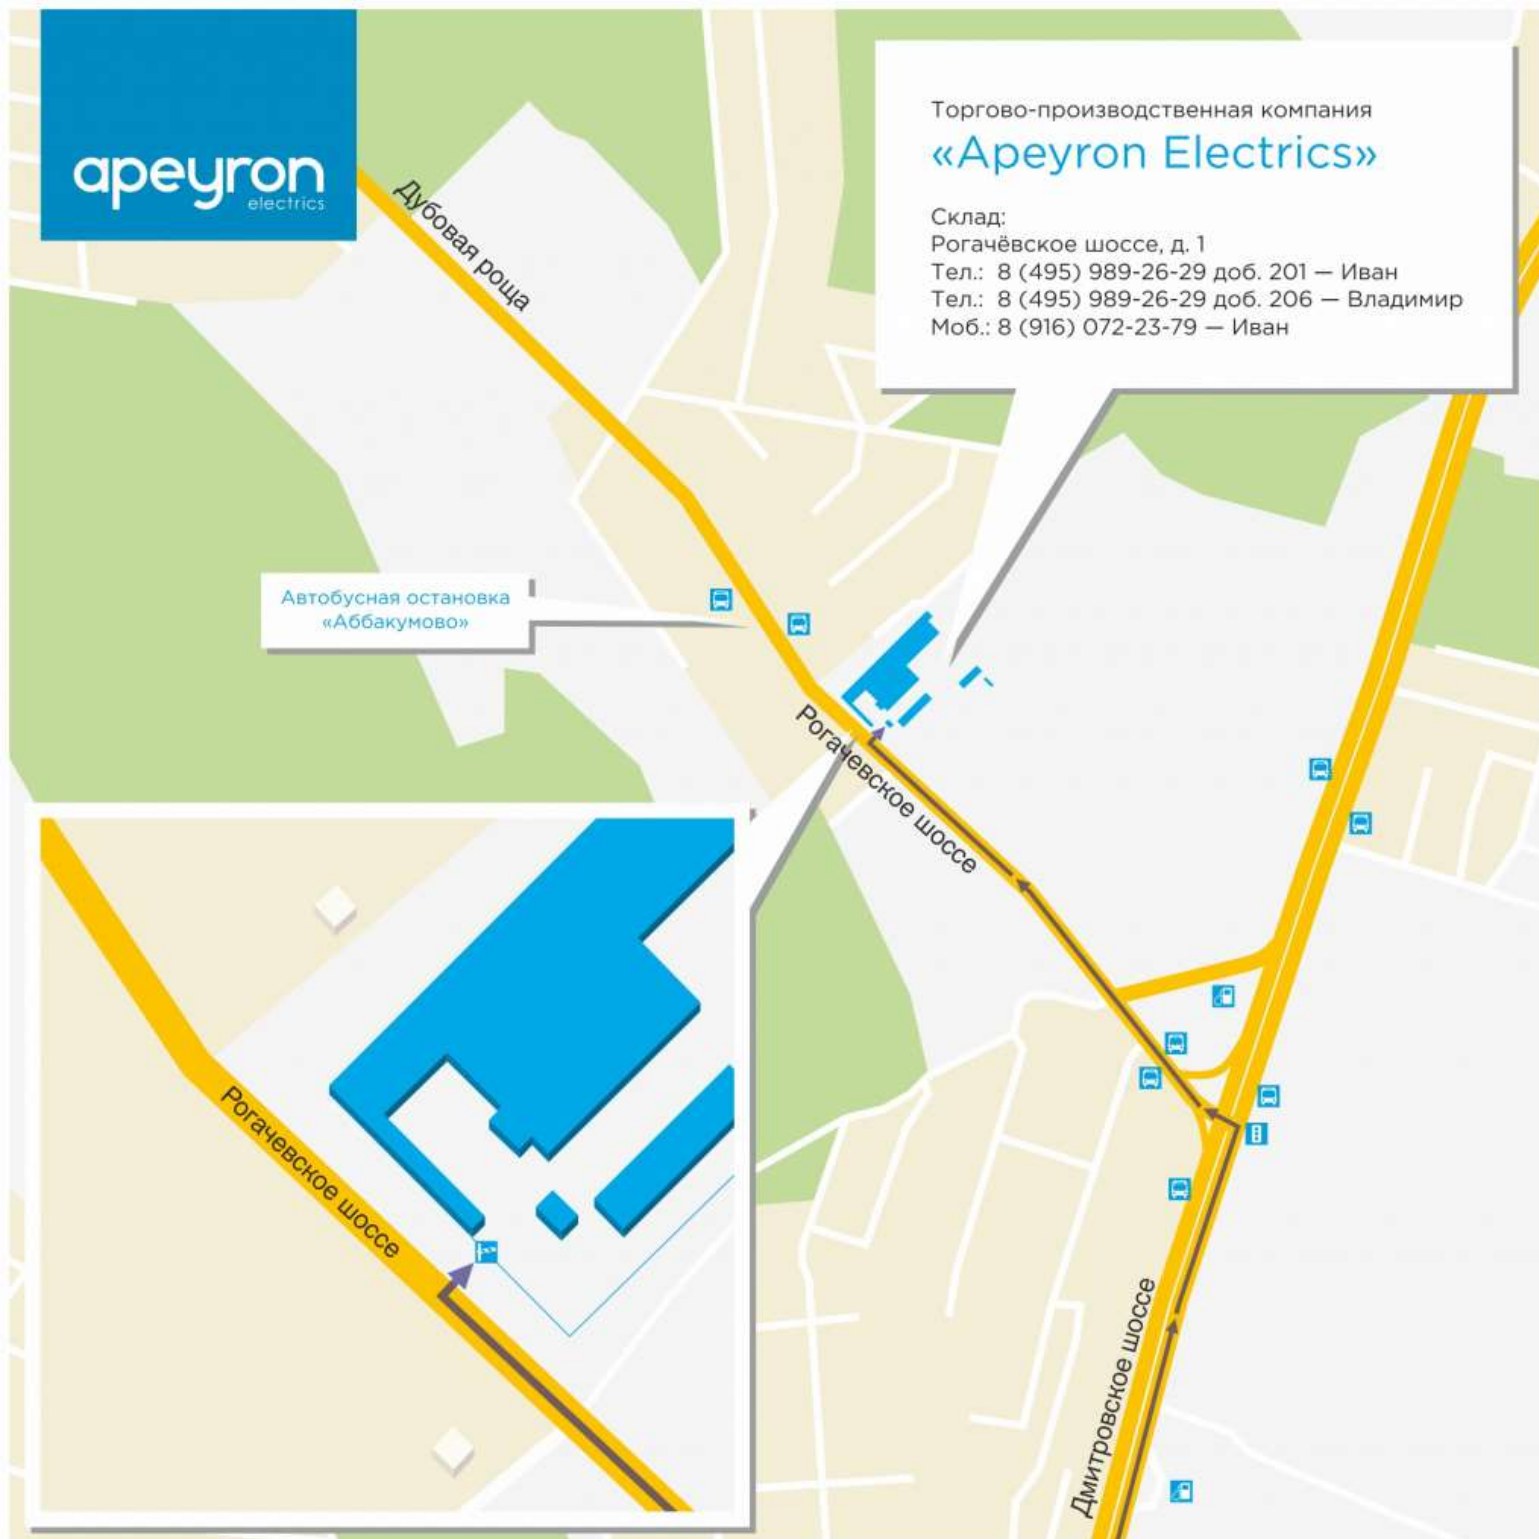 apeyron
electrics
Торгово-производственная компания
«Apeyron Electrics»
Склад:
Рогачёвское шоссе, д. 1
Тел.: 8 (495) 989-26-29 доб. 201 — Иван
Тел.: 8 (495) 989-26-29 доб. 206 — Владимир
Моб.: 8 (916) 072-23-79 — Иван
Дубовая роща
Автобусная остановка
«Аббакумово»
Рогачевское шоссе
Рогачевское шоссе
Дмитровское шоссе